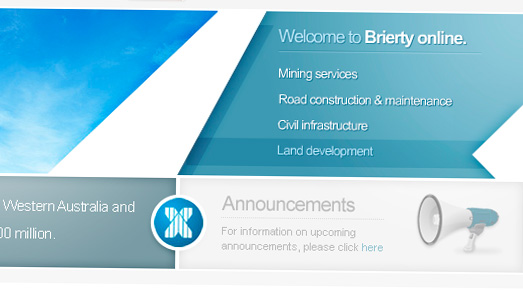 Welcome to Brierty online.
Mining services
Road construction & maintenance
Civil infrastructure
Land development
Western Australia and
00 million.
Announcements
For information on upcoming
announcements, please click here